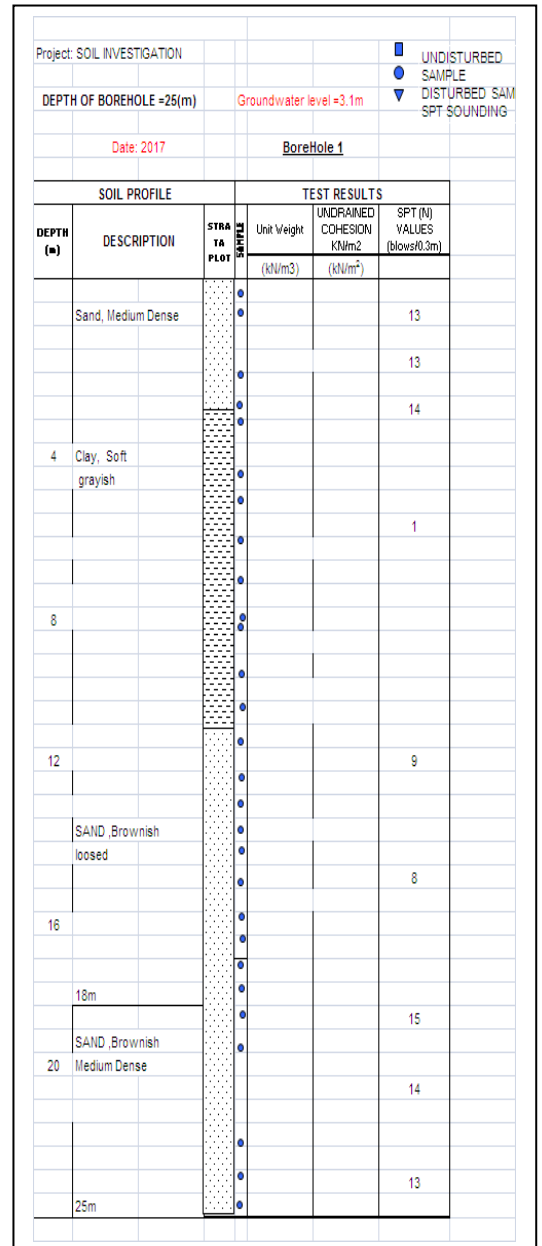 Project: SOIL INVESTIGATION
UNDISTURBED
SAMPLE
DEPTH OF BOREHOLE =25(m)
Groundwater level =3.1m
DISTURBED SAM
SPT SOUNDING
Date: 2017
BoreHole 1
SOIL PROFILE
TEST RESULTS
DEPTH (m)
DESCRIPTION
STRA TA PLOT
SAMPLE
Unit Weight
(kN/m3)
UNDRAINED COHESION KN/m2
(kN/m²)
SPT (N) VALUES (blows/0.3m)
Sand, Medium Dense
13
13
14
4 Clay, Soft
grayish
1
8
12
9
SAND ,Brownish
loosed
8
16
18m
15
SAND ,Brownish
20 Medium Dense
14
13
25m